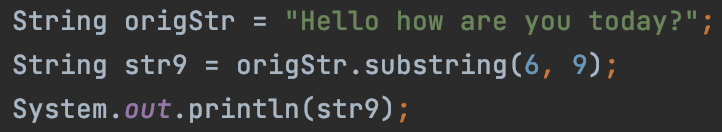 String origStr = "Hello how are you today?";
String str9 = origStr.substring(6, 9);
System.out.println(str9);